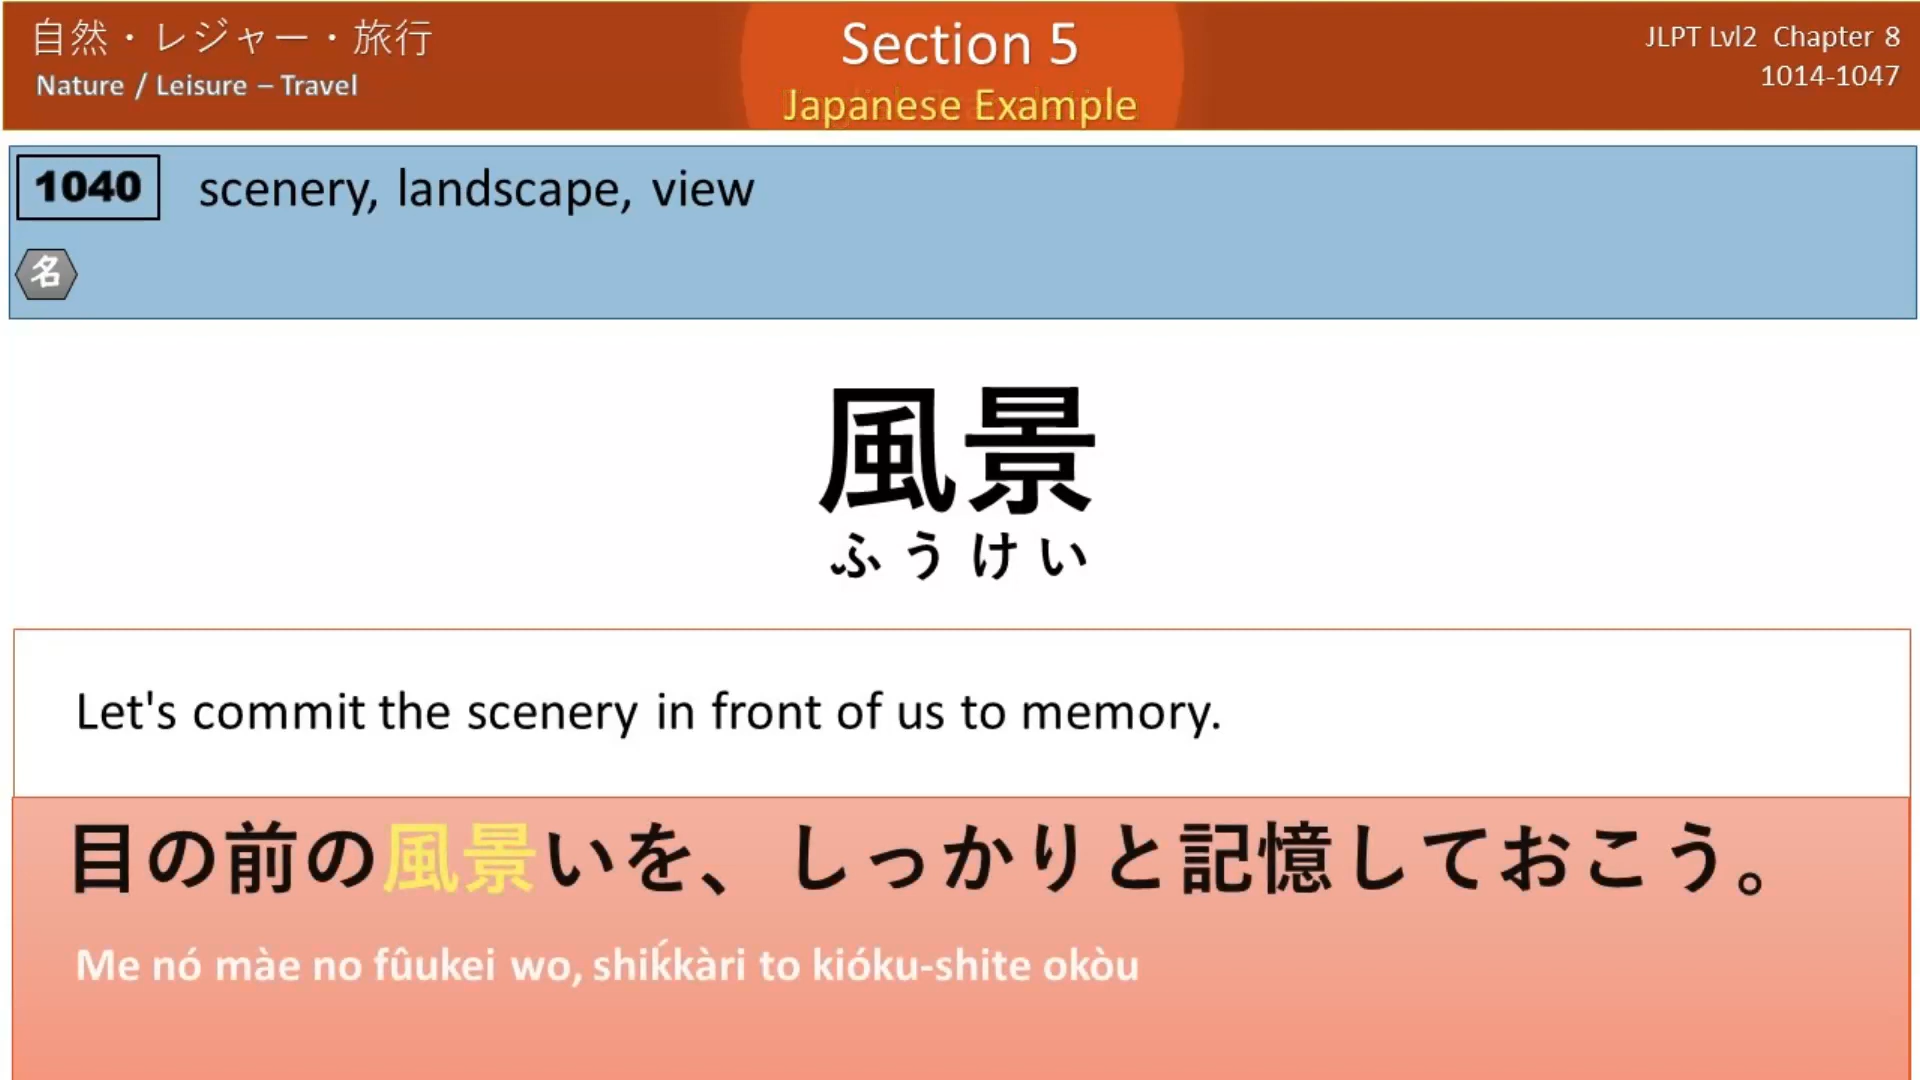 自然・レジャー・旅行
Nature / Leisure – Travel
Section 5
Japanese Example
JLPT Lvl2 Chapter 8
1014-1047
1040 scenery, landscape, view
名
風景
ふうけい
Let's commit the scenery in front of us to memory.
目の前の風景いを、しっかりと記憶しておこう。
Me nó màe no fûukei wo, shiḱkàri to kióku-shite okòu